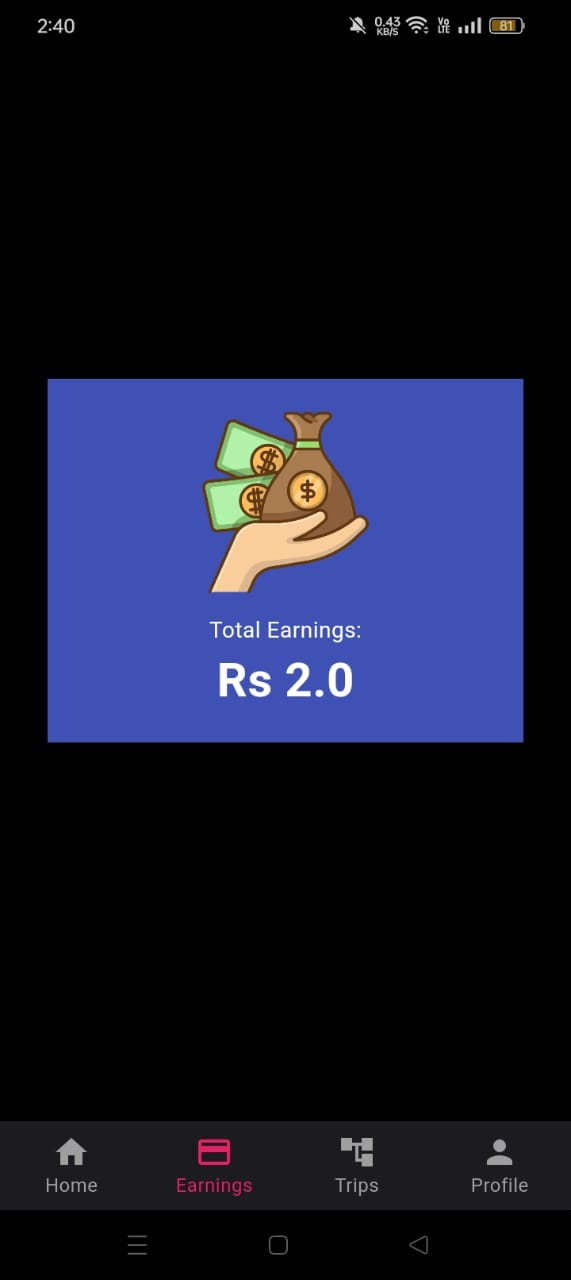 2:40
0.43
KB/S
Vo
LTE
81
$
$
$
Total Earnings:
Rs 2.0
Home
Earnings
Trips
Profile